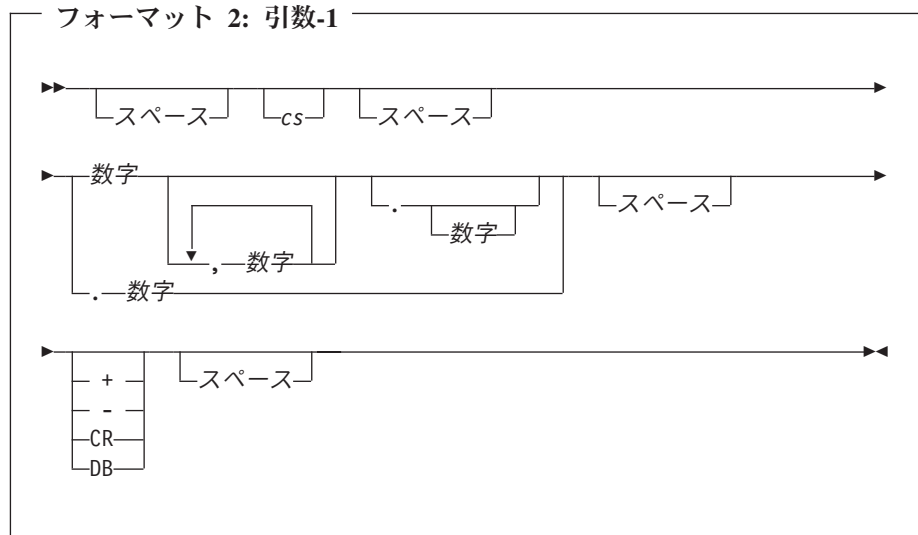 フォーマット 2: 引数-1
スペース cs スペース
数字 . スペース
数字
, 数字
. 数字
+ スペース
-
CR
DB